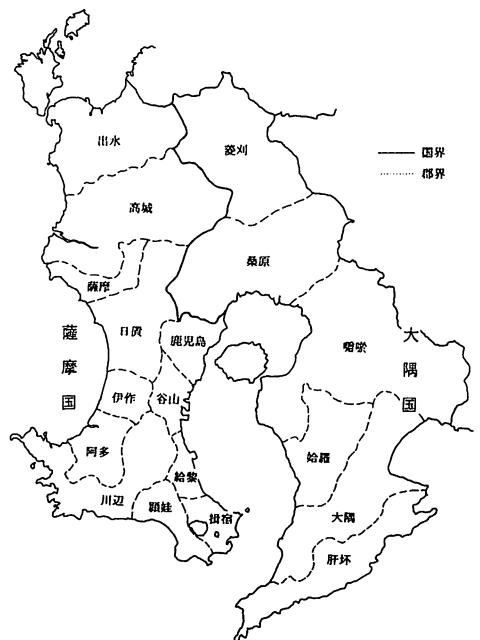 出水
菱刈
国界
郡界
高城
桑原
薩摩
日置
鹿児島
薩摩国
囎唹
大隅国
伊作
谷山
阿多
姶羅
給黎
川辺
頴娃
揖宿
大隅
肝坏